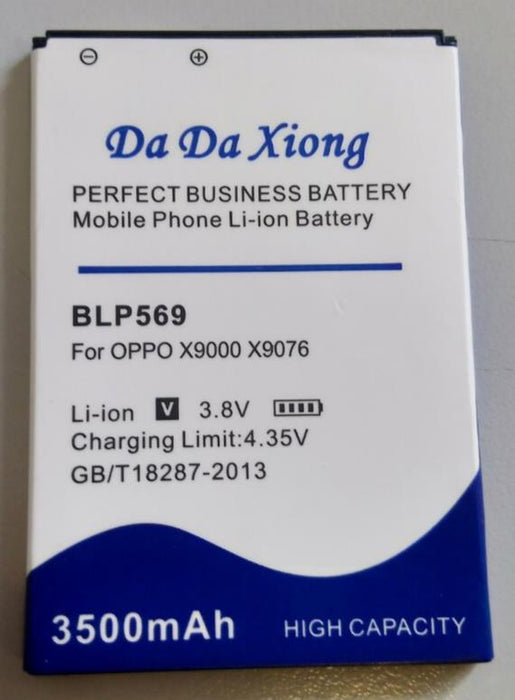 ⊖ ⊕
Da Da Xiong
PERFECT BUSINESS BATTERY
Mobile Phone Li-ion Battery
BLP569
For OPPO X9000 X9076
Li-ion V 3.8V
Charging Limit:4.35V
GB/T18287-2013
3500mAh HIGH CAPACITY